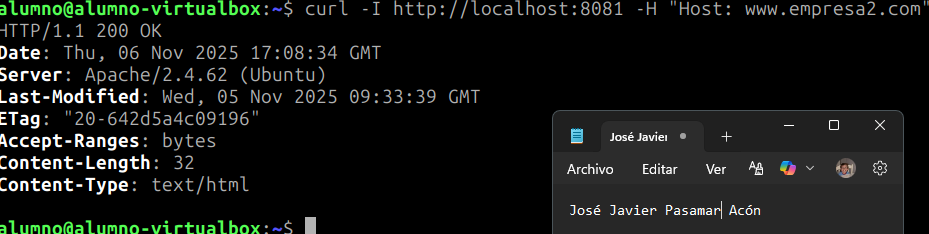 alumno@alumno-virtualbox:~$ curl -I http://localhost:8081 -H "Host: www.empresa2.com"
HTTP/1.1 200 OK
Date: Thu, 06 Nov 2025 17:08:34 GMT
Server: Apache/2.4.62 (Ubuntu)
Last-Modified: Wed, 05 Nov 2025 09:33:39 GMT
ETag: "20-642d5a4c09196"
Accept-Ranges: bytes
Content-Length: 32
Content-Type: text/html
alumno@alumno-virtualbox:~$
José Javier
Archivo Editar Ver
José Javier Pasamar Acón